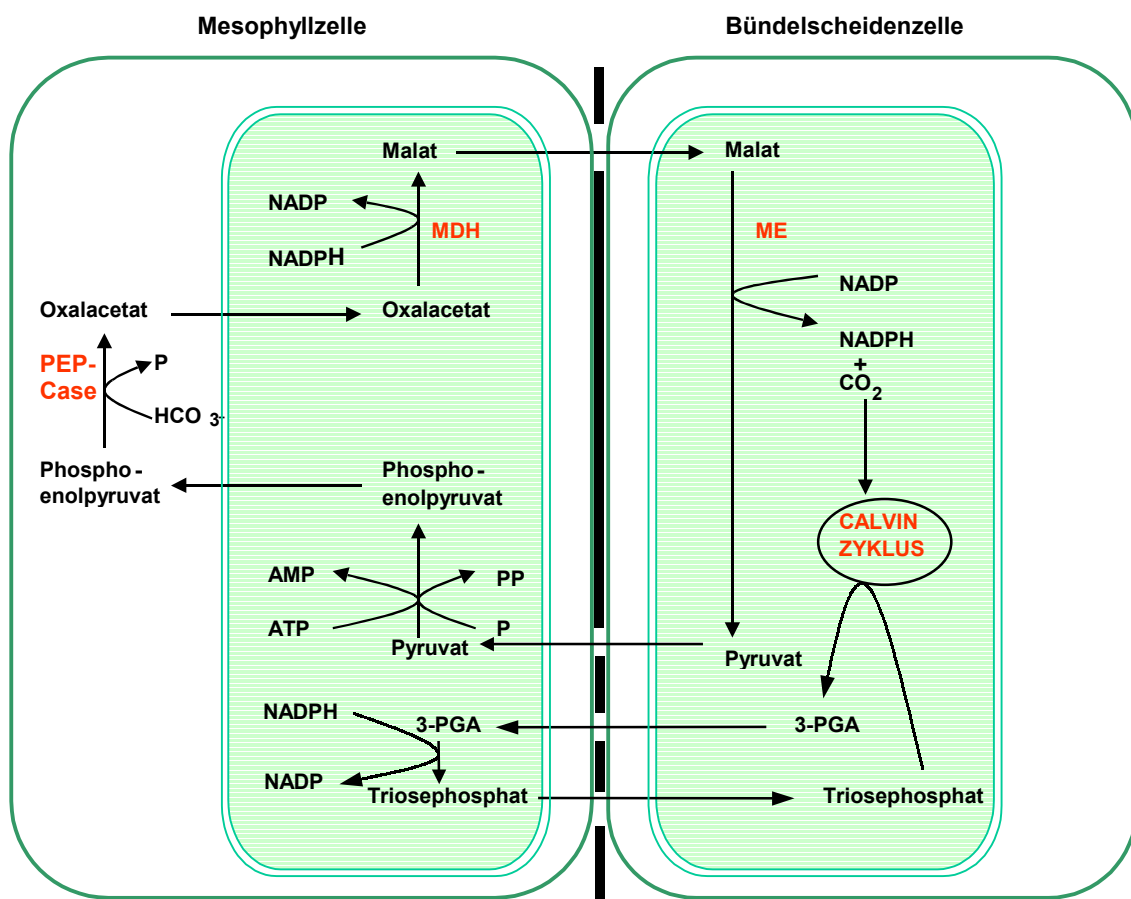 Mesophyllzelle
Bündelscheidenzelle
Malat
NADP
MDH
NADPH
Oxalacetat
Oxalacetat
PEP-
Case
P
HCO 3-
Phospho-
enolpyruvat
Phospho-
enolpyruvat
AMP
PP
ATP
P
Pyruvat
NADPH
3-PGA
NADP
Triosephosphat
Malat
ME
NADP
NADPH
+
CO2
CALVIN
ZYKLUS
Pyruvat
3-PGA
Triosephosphat